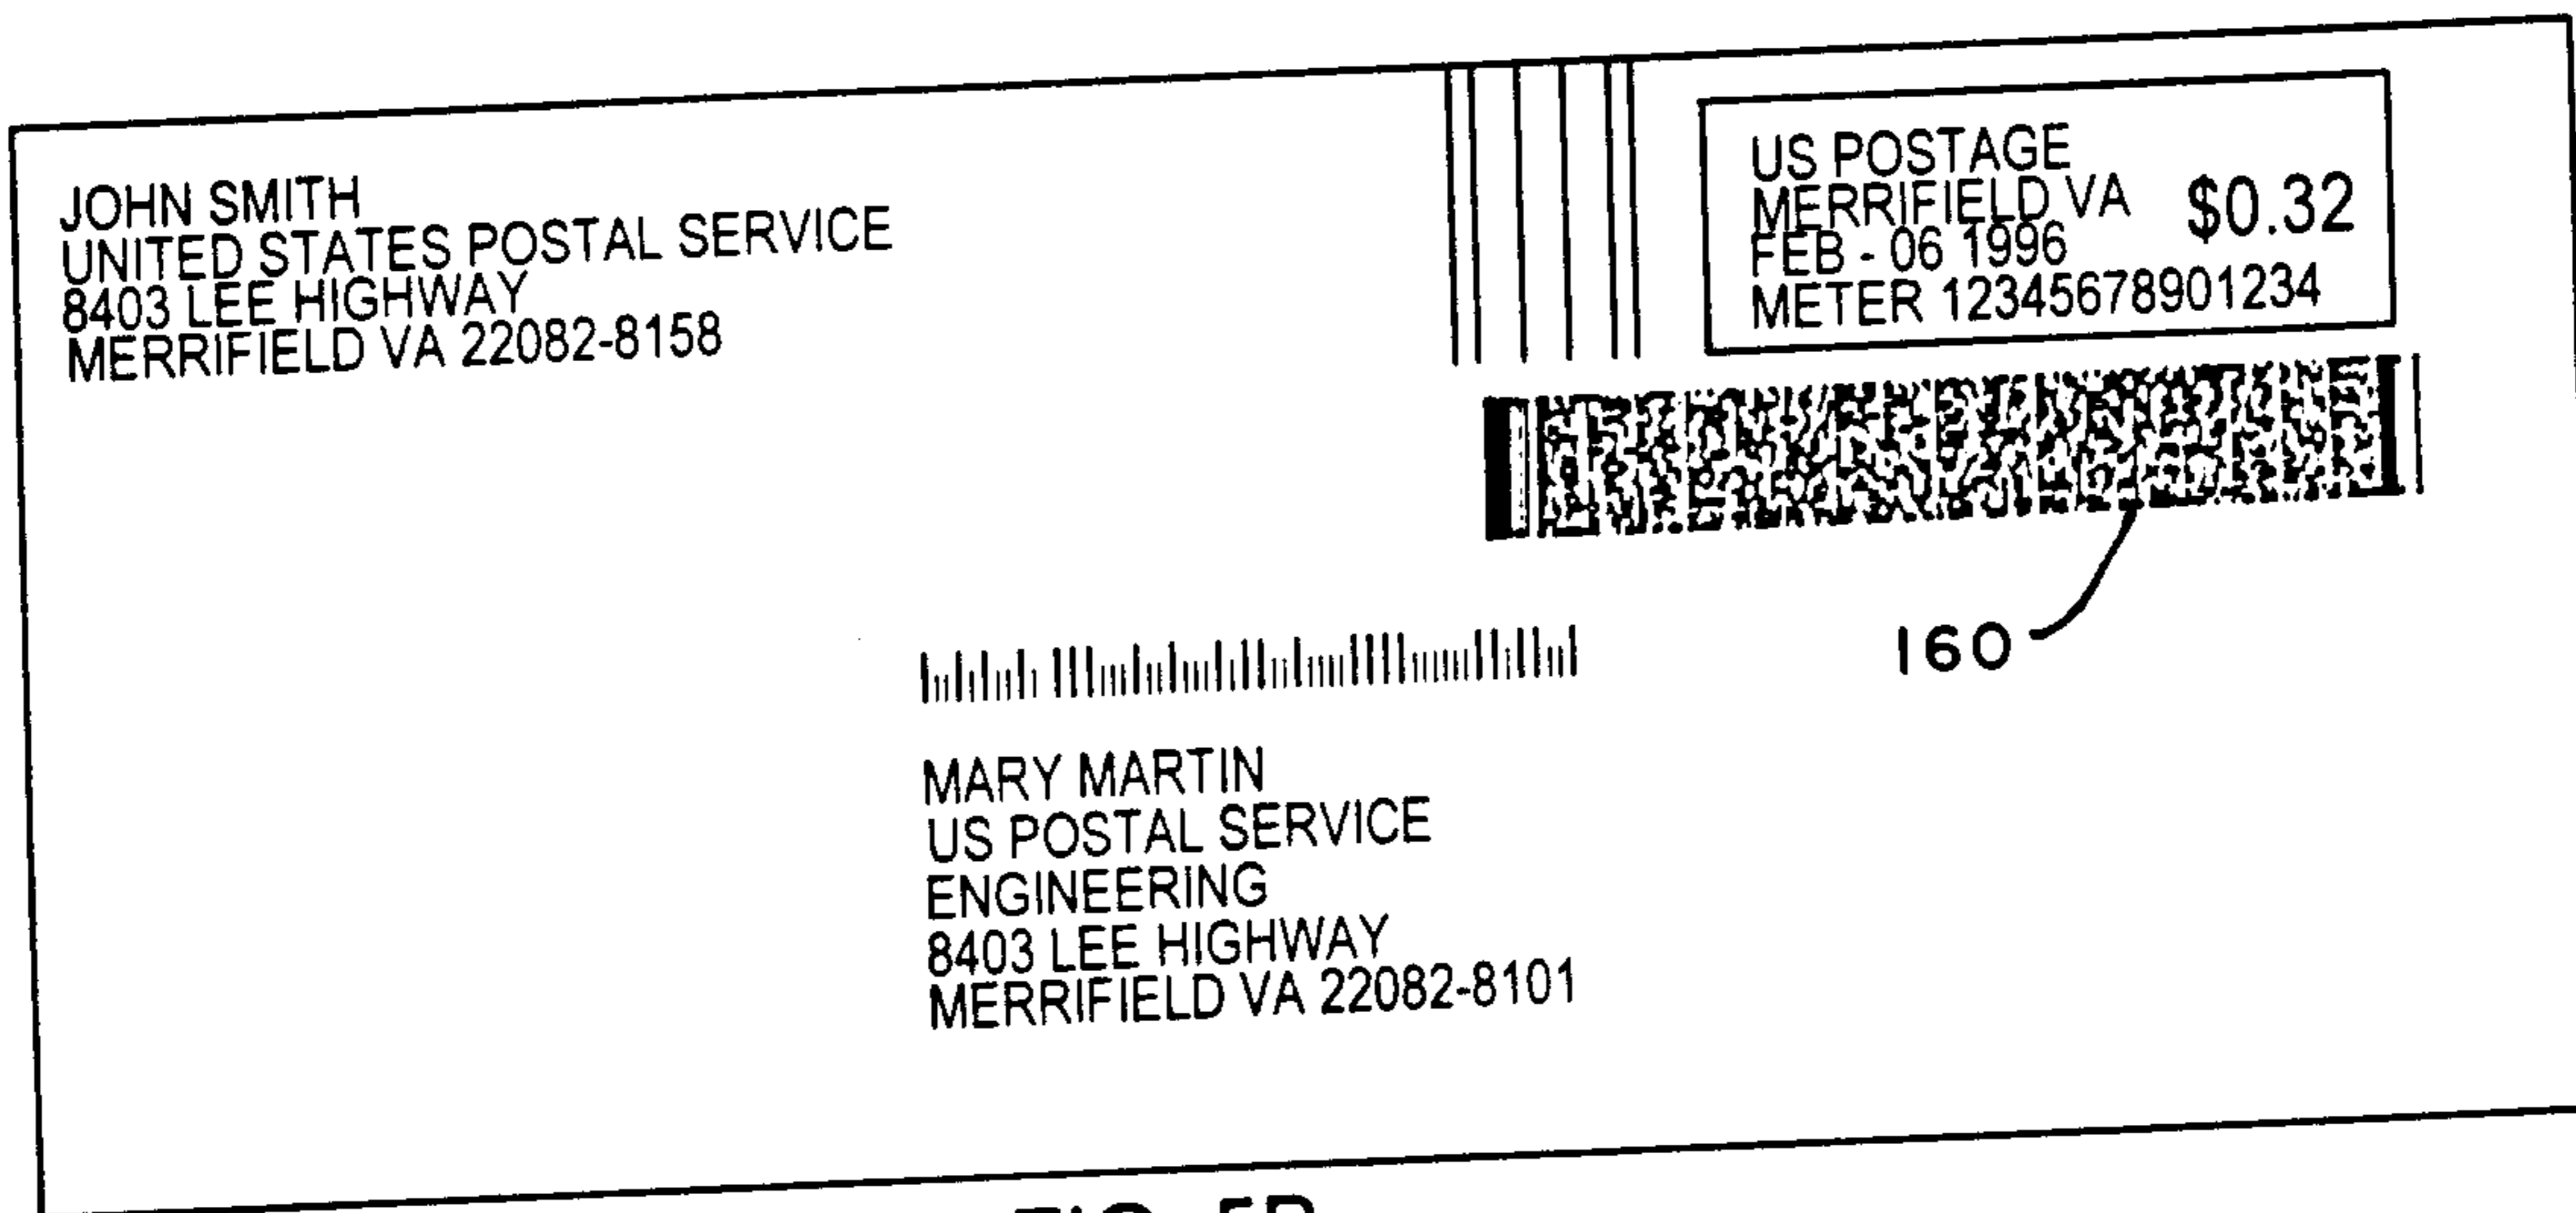 JOHN SMITH
UNITED STATES POSTAL SERVICE
8403 LEE HIGHWAY
MERRIFIELD VA 22082-8158
US POSTAGE
MERRIFIELD VA $0.32
FEB - 06 1996
METER 12345678901234
160
MARY MARTIN
US POSTAL SERVICE
ENGINEERING
8403 LEE HIGHWAY
MERRIFIELD VA 22082-8101
FIG. 5B